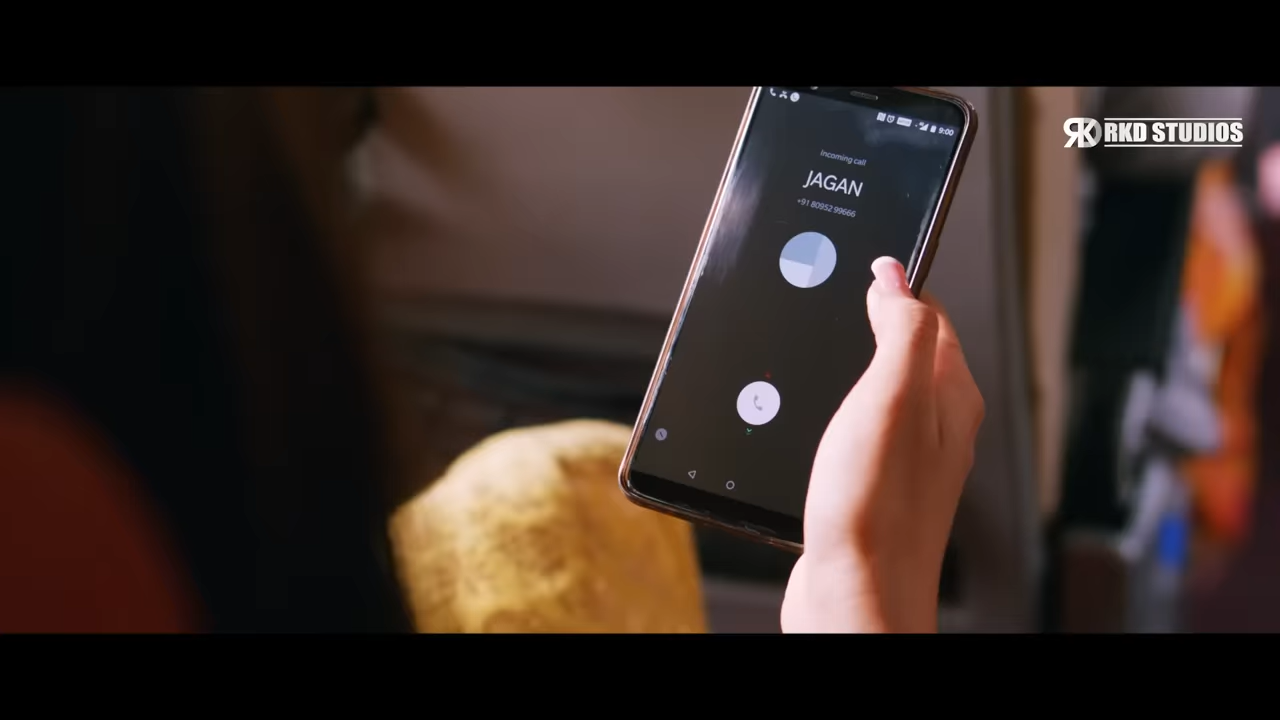 RKD STUDIOS
9:00
Incoming call
JAGAN
+91 80952 99666